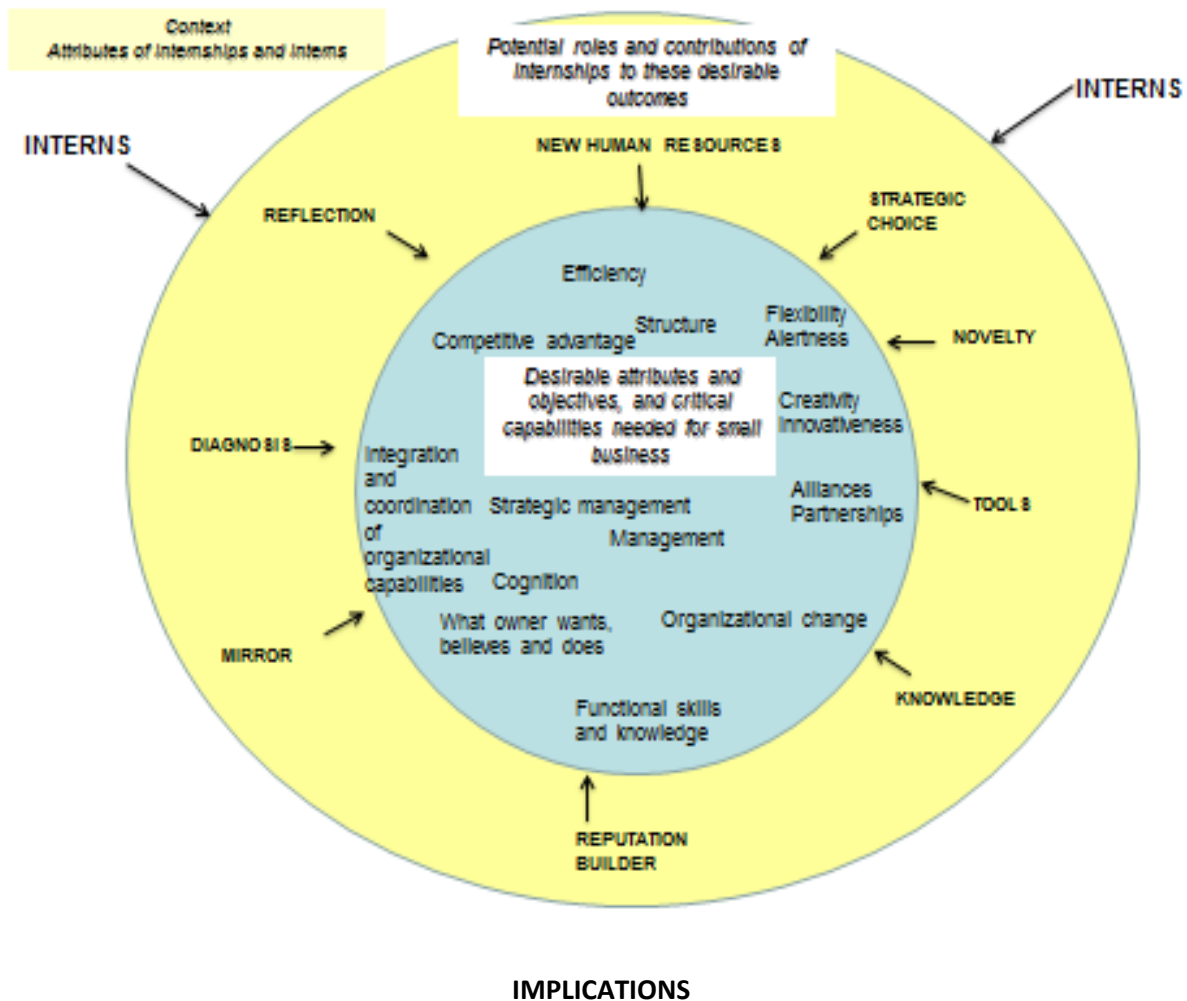 Context
Attributes of Internships and Interns
Potential roles and contributions of
Internships to these desirable
outcomes
INTERNS
INTERNS
NEW HUMAN RESOURCES
REFLECTION
STRATEGIC
CHOICE
Efficiency
Structure
Flexibility
Alertness
Competitive advantage
NOVELTY
Desirable attributes and
objectives, and critical
capabilities needed for small
business
Creativity
Innovativeness
DIAGNOSIS
Integration
and
coordination
of
organizational
capabilities
Strategic management
Alliances
Partnerships
TOOLS
Management
Cognition
What owner wants,
believes and does
Organizational change
MIRROR
KNOWLEDGE
Functional skills
and knowledge
REPUTATION
BUILDER
IMPLICATIONS